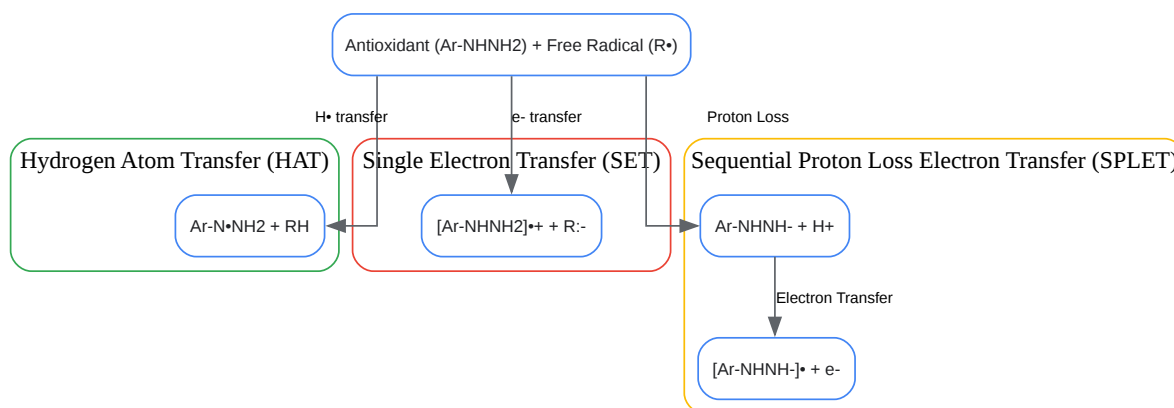 Antioxidant (Ar-NHNH2) + Free Radical (R•)
H• transfer
e- transfer
Proton Loss
Hydrogen Atom Transfer (HAT)
Single Electron Transfer (SET)
Sequential Proton Loss Electron Transfer (SPLET)
Ar-N•NH2 + RH
[Ar-NHNH2]•+ + R:-
Ar-NHNH- + H+
Electron Transfer
[Ar-NHNH-]• + e-